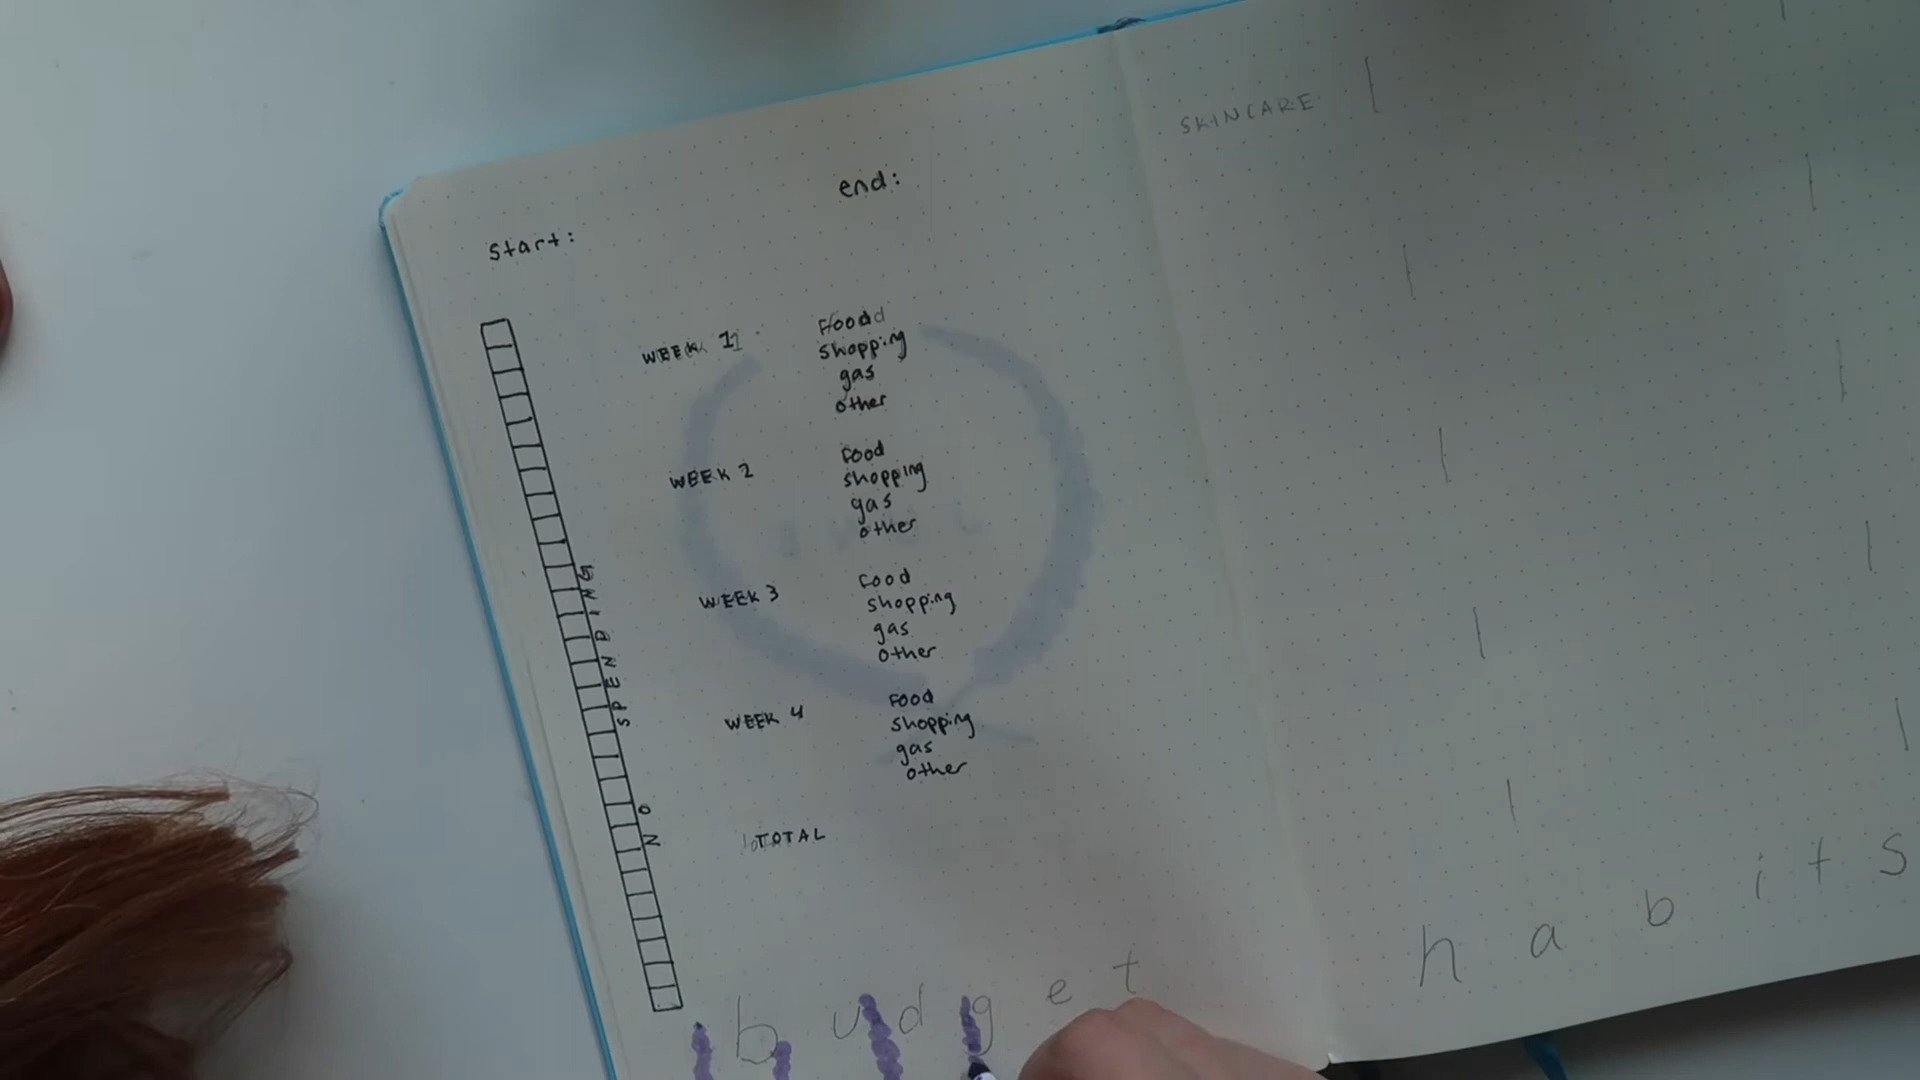 start:
end:
WEEK 1
Food
shopping
gas
other
WEEK 2
Food
shopping
gas
other
WEEK 3
Food
shopping
gas
other
WEEK 4
Food
shopping
gas
other
TOTAL
NO SPENDING
budget
SKINCARE
habits